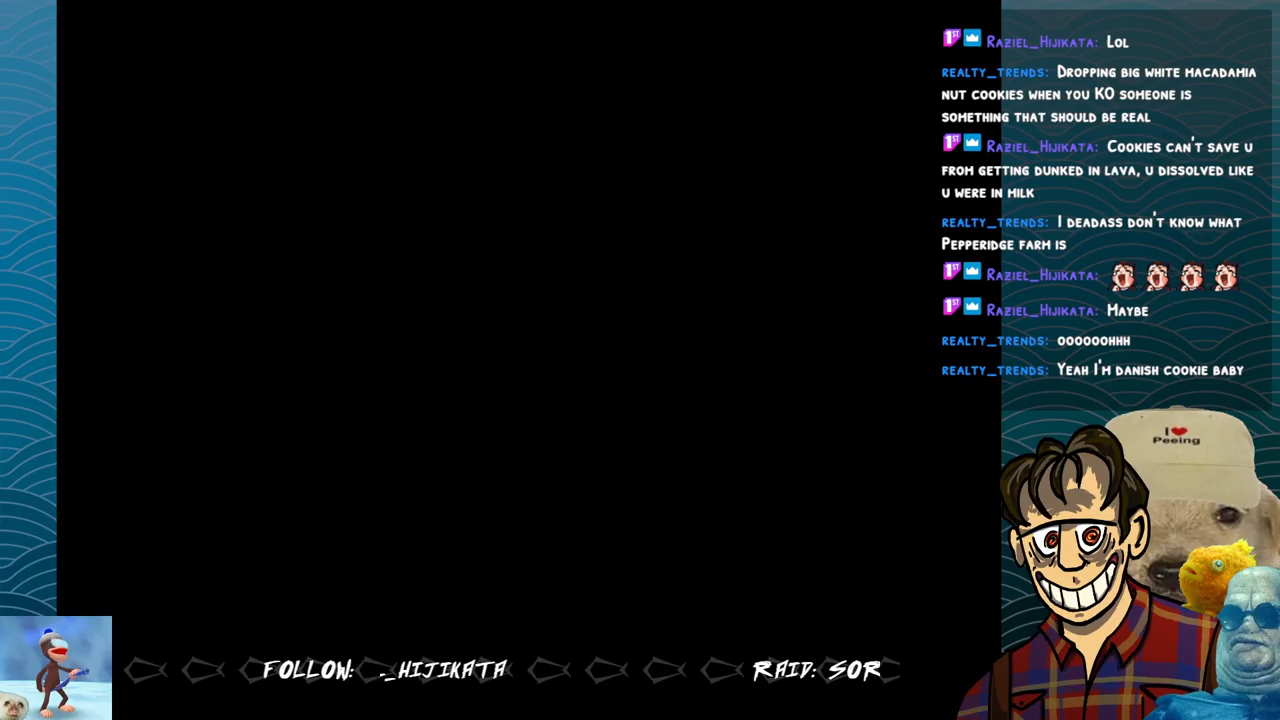 Raziel_Hijikata: Lol
realty_trends: Dropping big white macadamia
nut cookies when you KO someone is
something that should be real
Raziel_Hijikata: Cookies can't save u
from getting dunked in lava, u dissolved like
u were in milk
realty_trends: I deadass don't know what
Pepperidge farm is
Raziel_Hijikata:
Raziel_Hijikata: Maybe
realty_trends: oooooohhh
realty_trends: Yeah I'm danish cookie baby
I ❤
Peeing
Follow: ._Hijikata Raid: SOR